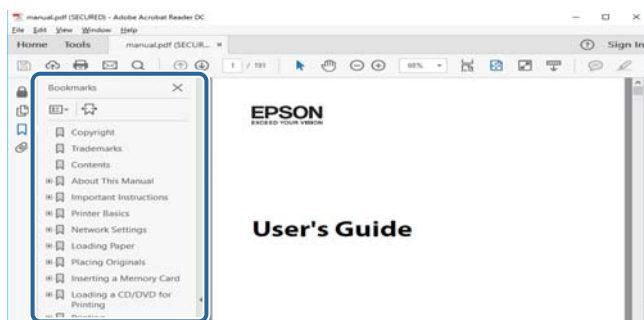 manual.pdf (SECURED) - Adobe Acrobat Reader DC
File Edit View Window Help
Home Tools manual.pdf (SECUR... × Sign In
1 / 191 68%
Bookmarks
Copyright
Trademarks
Contents
About This Manual
Important Instructions
Printer Basics
Network Settings
Loading Paper
Placing Originals
Inserting a Memory Card
Loading a CD/DVD for
Printing
Printing
EPSON
EXCEED YOUR VISION
User's Guide